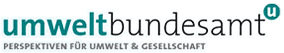 umweltbundesamt u
PERSPEKTIVEN FÜR UMWELT & GESELLSCHAFT